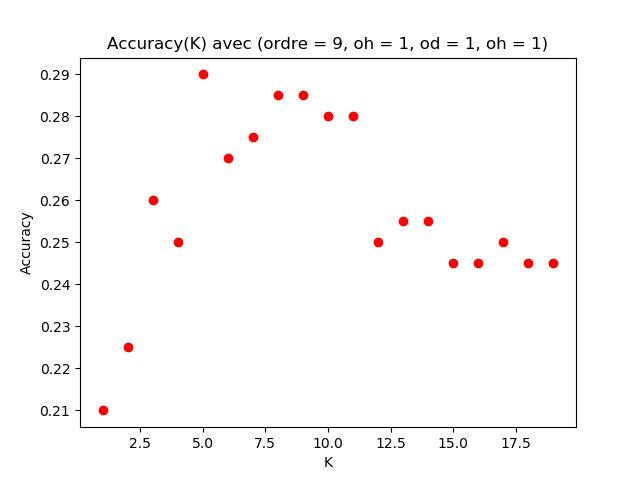 Accuracy(K) avec (ordre = 9, oh = 1, od = 1, oh = 1)
0.29
0.28
0.27
0.26
0.25
0.24
0.23
0.22
0.21
Accuracy
2.5 5.0 7.5 10.0 12.5 15.0 17.5
K